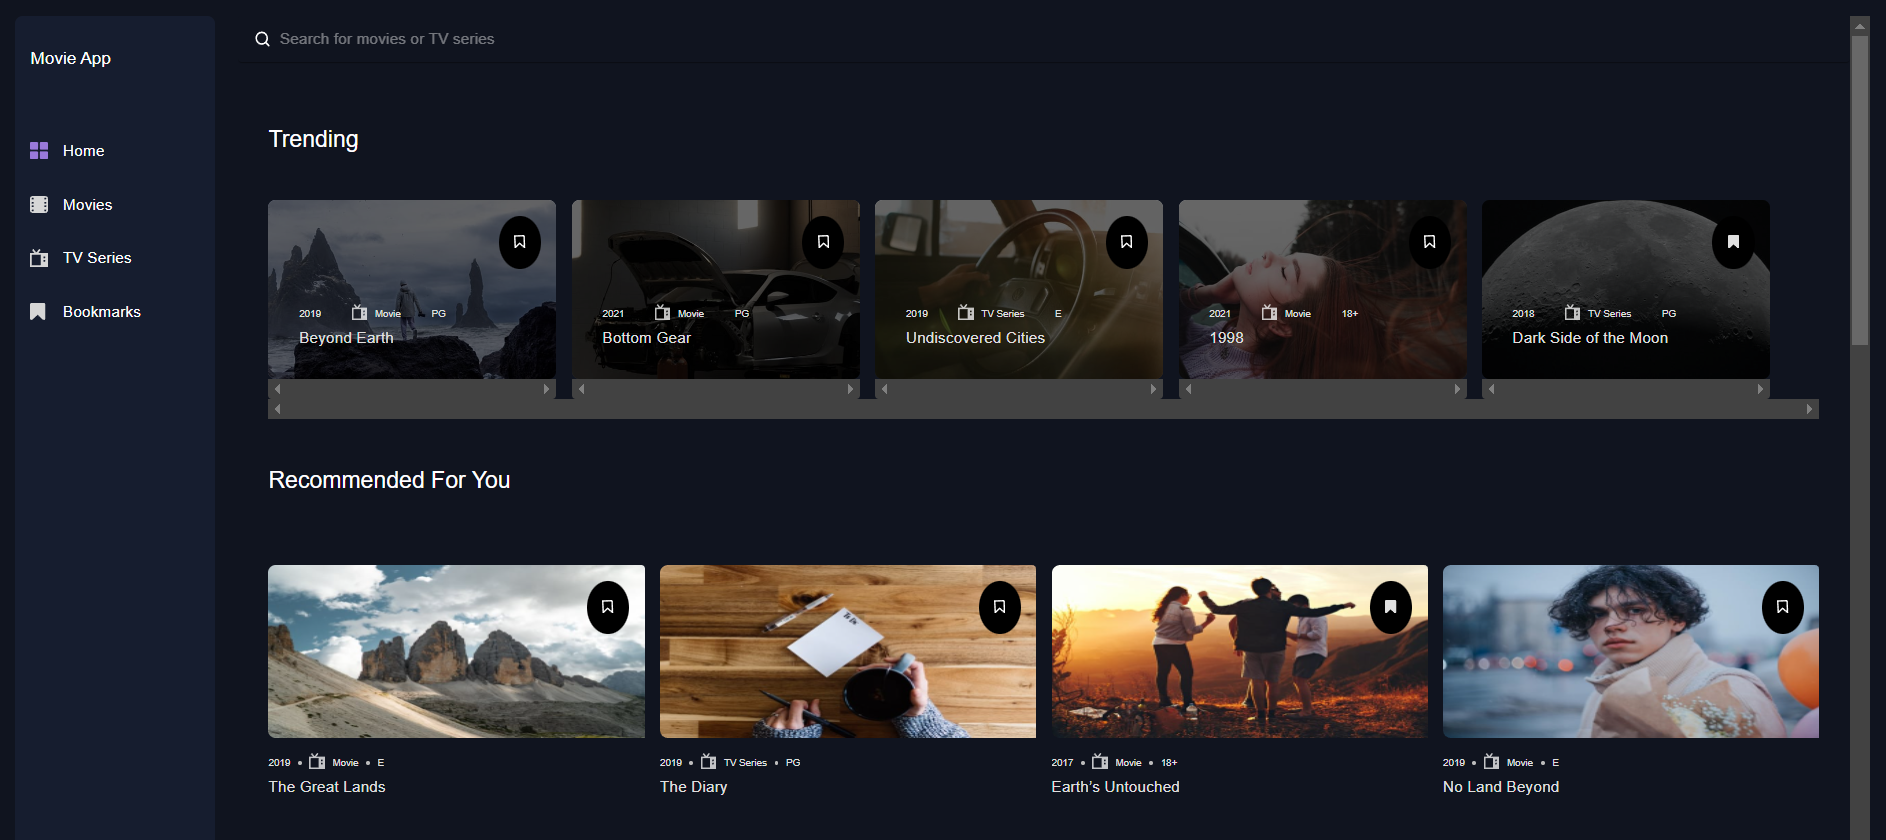 Movie App
Search for movies or TV series
Home
Movies
TV Series
Bookmarks
Trending
2019 Movie PG
Beyond Earth
2021 Movie PG
Bottom Gear
2019 TV Series E
Undiscovered Cities
2021 Movie 18+
1998
2018 TV Series PG
Dark Side of the Moon
Recommended For You
To Do
2019 • Movie • E
The Great Lands
2019 • TV Series • PG
The Diary
2017 • Movie • 18+
Earth's Untouched
2019 • Movie • E
No Land Beyond